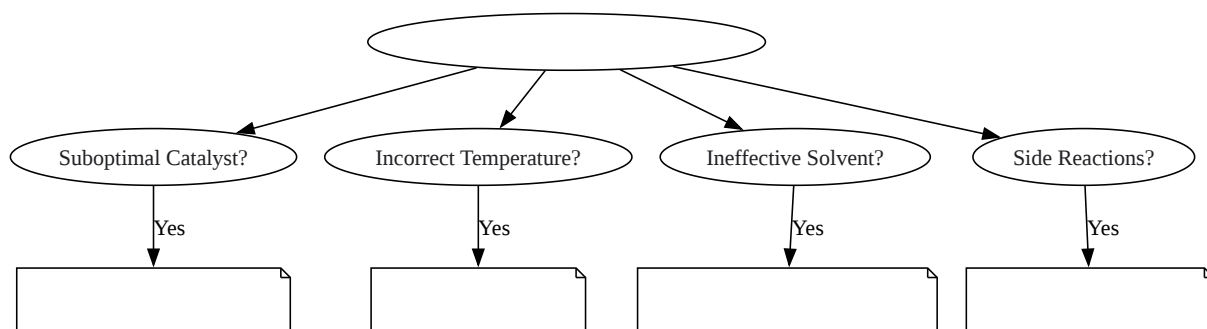 Suboptimal Catalyst?
Incorrect Temperature?
Ineffective Solvent?
Side Reactions?
Yes
Yes
Yes
Yes